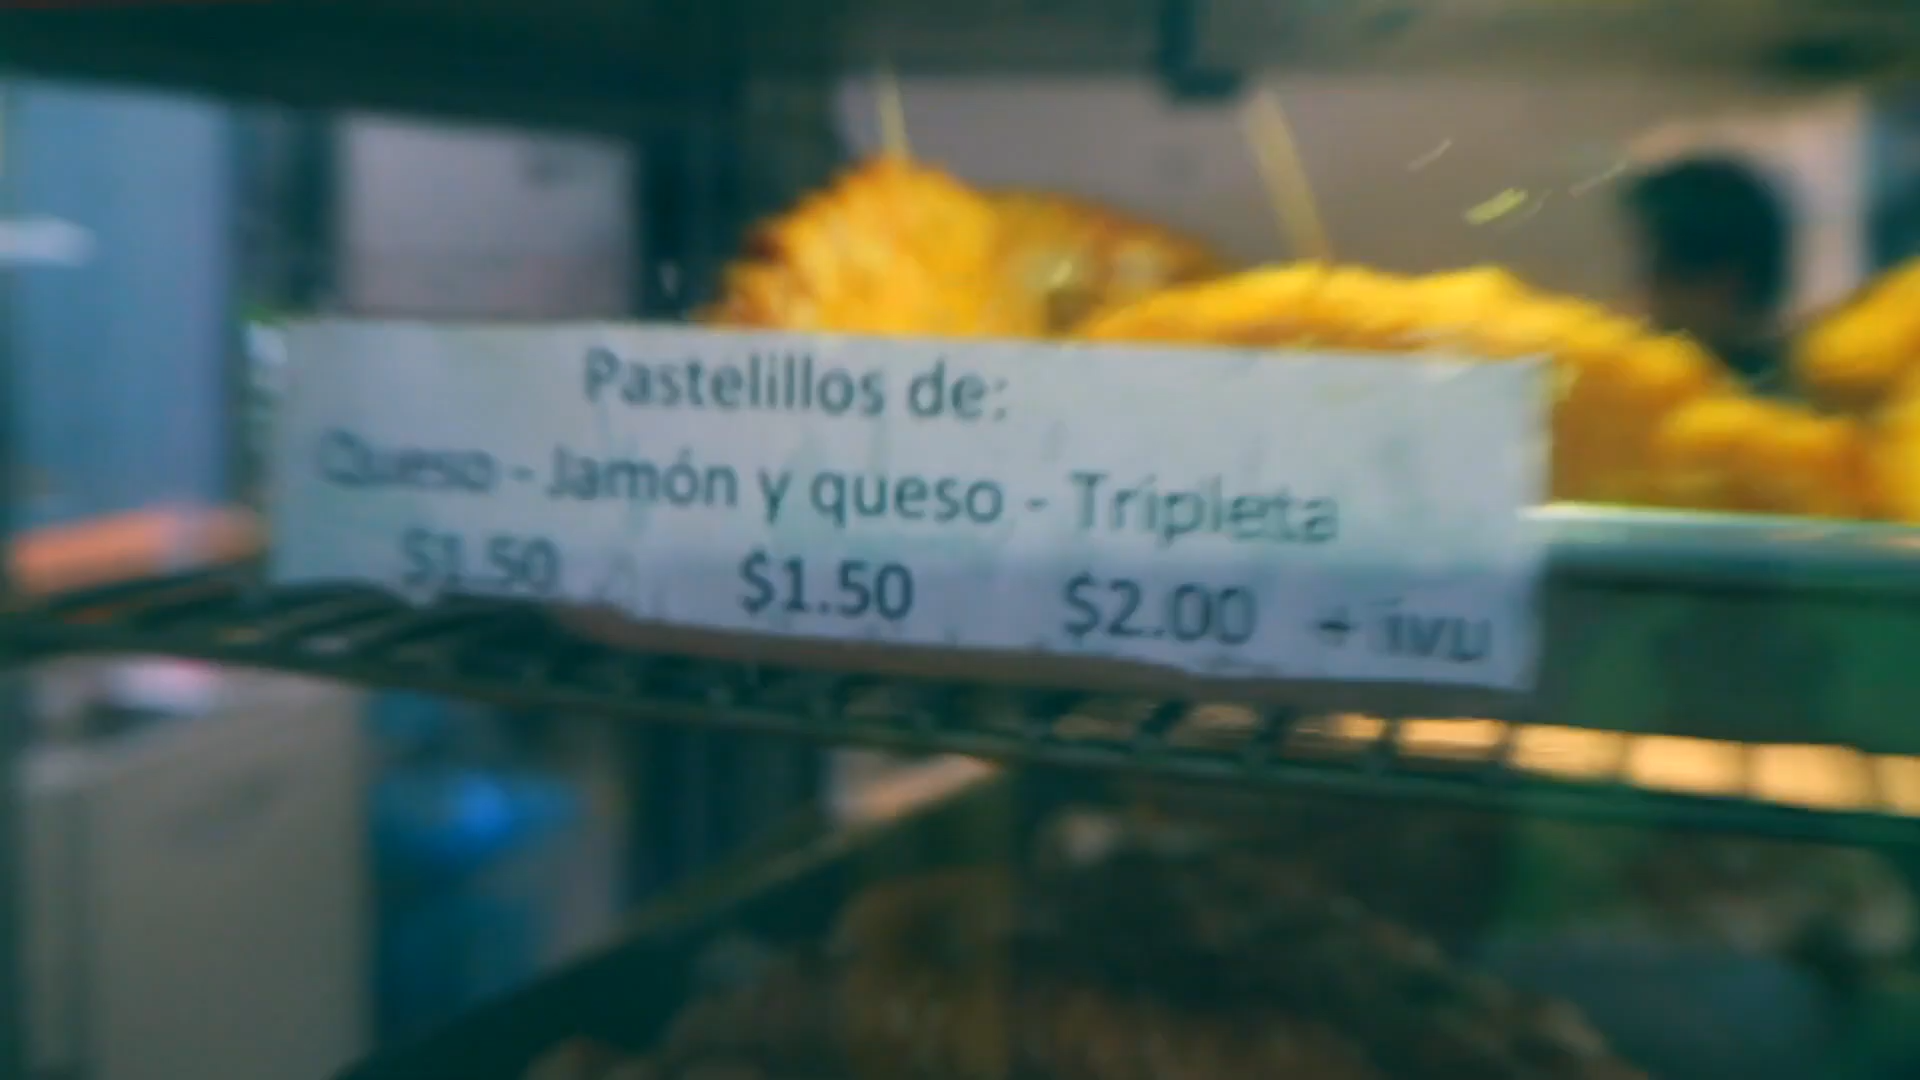 Pastelillos de:
Queso - Jamón y queso - Tripleta
$1.50 $1.50 $2.00 + ivu